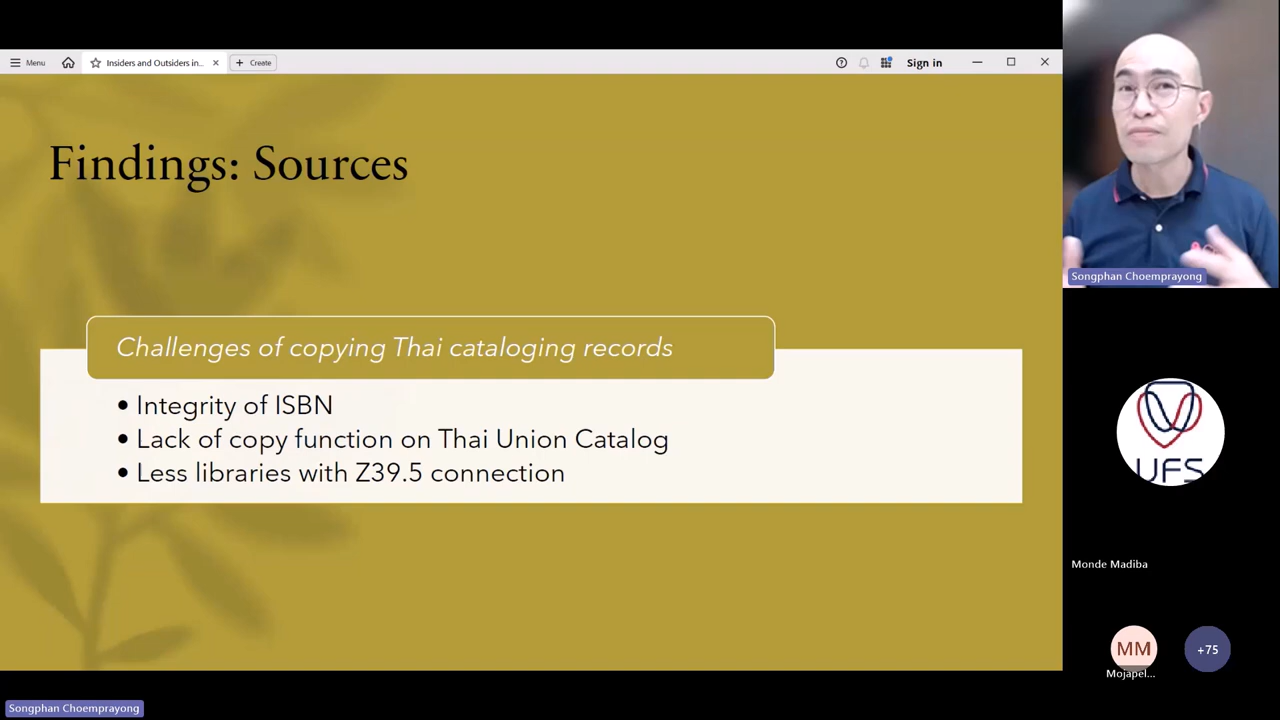 Menu
Insiders and Outsiders in...
Create
Sign in
Findings: Sources
Challenges of copying Thai cataloging records
• Integrity of ISBN
• Lack of copy function on Thai Union Catalog
• Less libraries with Z39.5 connection
Songphan Choemprayong
UFS
Monde Madiba
MM
+75
Mojapel...
Songphan Choemprayong